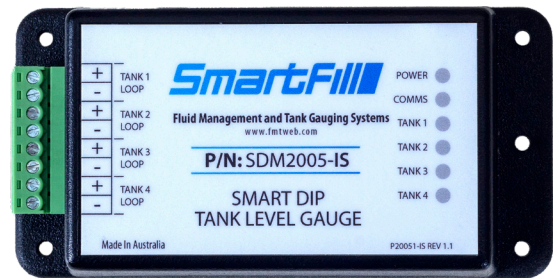 + TANK 1
- LOOP
+ TANK 2
- LOOP
+ TANK 3
- LOOP
+ TANK 4
- LOOP
SmartFill
Fluid Management and Tank Gauging Systems
www.fmtweb.com
P/N: SDM2005-IS
SMART DIP
TANK LEVEL GAUGE
POWER
COMMS
TANK 1
TANK 2
TANK 3
TANK 4
Made In Australia
P20051-IS REV 1.1